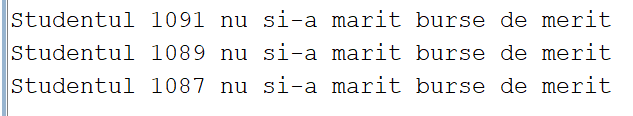 Studentul 1091 nu si-a marit burse de merit
Studentul 1089 nu si-a marit burse de merit
Studentul 1087 nu si-a marit burse de merit